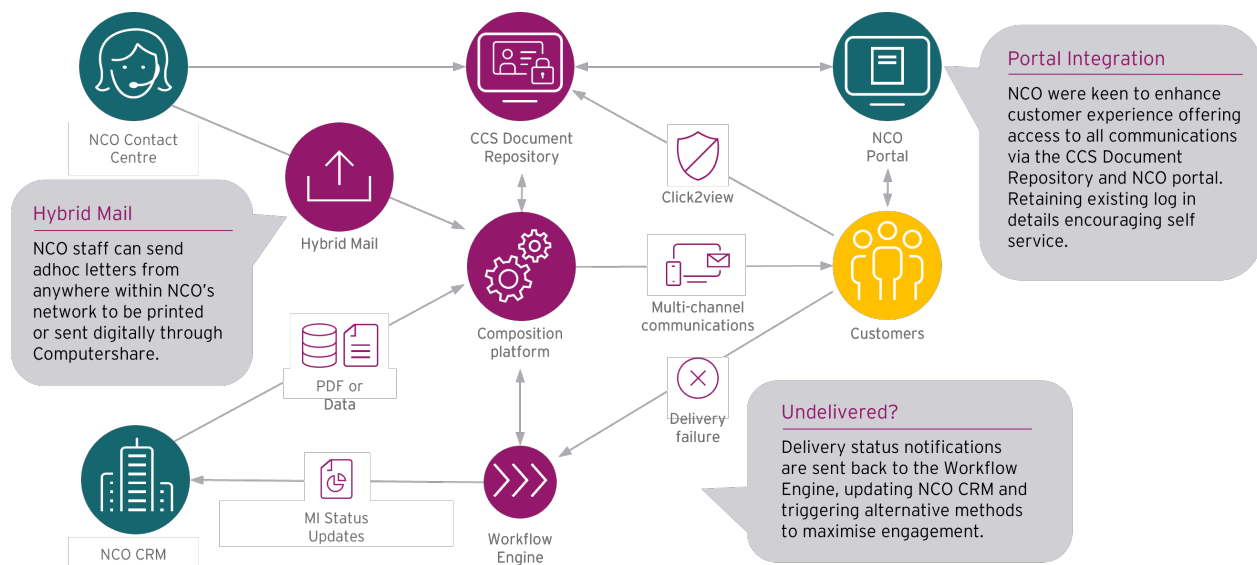 NCO Contact
Centre
CCS Document
Repository
NCO
Portal
Portal Integration
NCO were keen to enhance
customer experience offering
access to all communications
via the CCS Document
Repository and NCO portal.
Retaining existing log in
details encouraging self
service.
Hybrid Mail
Click2view
Hybrid Mail
NCO staff can send
adhoc letters from
anywhere within NCO's
network to be printed
or sent digitally through
Computershare.
Composition
platform
Multi-channel
communications
Customers
PDF or
Data
Delivery
failure
Undelivered?
Delivery status notifications
are sent back to the Workflow
Engine, updating NCO CRM and
triggering alternative methods
to maximise engagement.
MI Status
Updates
Workflow
Engine
NCO CRM